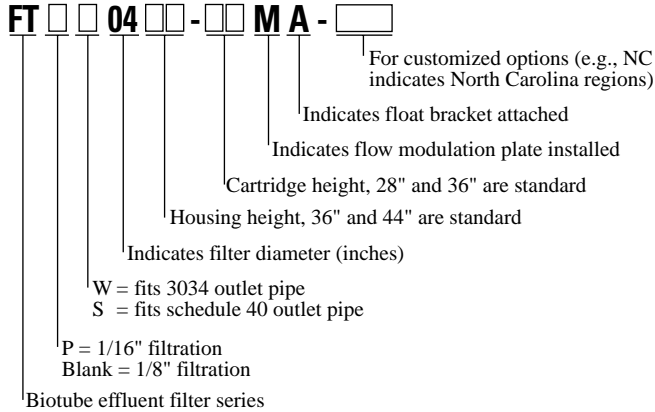 FT 04 - M A -
For customized options (e.g., NC
indicates North Carolina regions)
Indicates float bracket attached
Indicates flow modulation plate installed
Cartridge height, 28" and 36" are standard
Housing height, 36" and 44" are standard
Indicates filter diameter (inches)
W = fits 3034 outlet pipe
S = fits schedule 40 outlet pipe
P = 1/16" filtration
Blank = 1/8" filtration
Biotube effluent filter series